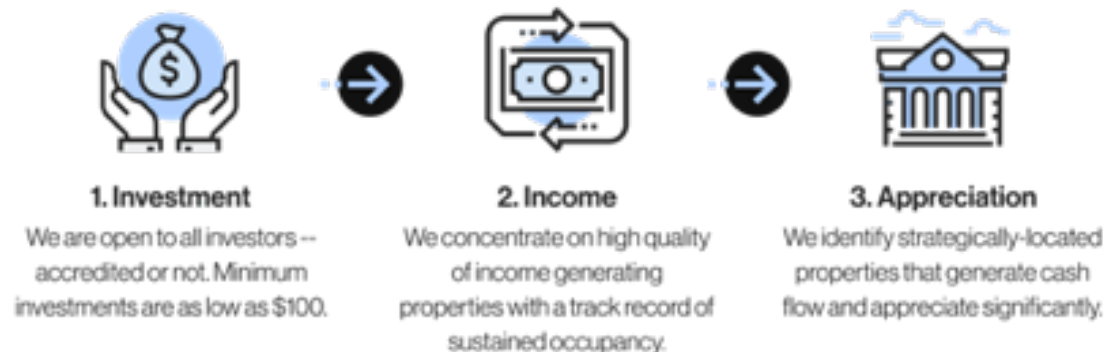 $
1. Investment
We are open to all investors --
accredited or not. Minimum
investments are as low as $100.
2. Income
We concentrate on high quality
of income generating
properties with a track record of
sustained occupancy.
3. Appreciation
We identify strategically-located
properties that generate cash
flow and appreciate significantly.